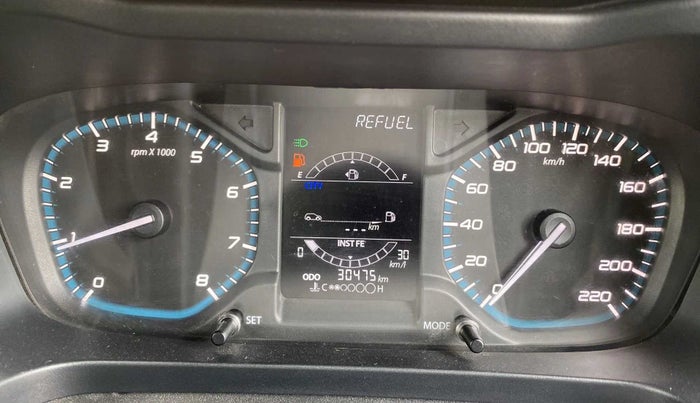 REFUEL
0
1
2
3
4
5
6
7
8
rpm X 1000
E F
--- km
INST FE
0 30
km/l
ODO 30475 km
C H
SET
MODE
0
20
40
60
80
100
120
140
160
180
200
220
km/h